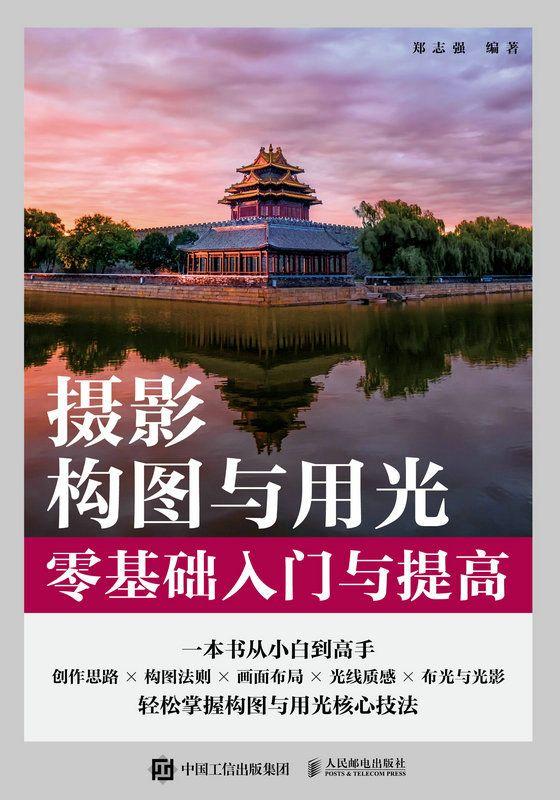 郑志强 编著
摄影
构图与用光
零基础入门与提高
一本书从小白到高手
创作思路 × 构图法则 × 画面布局 × 光线质感 × 布光与光影
轻松掌握构图与用光核心技法
中国工信出版集团 人民邮电出版社
POSTS & TELECOM PRESS